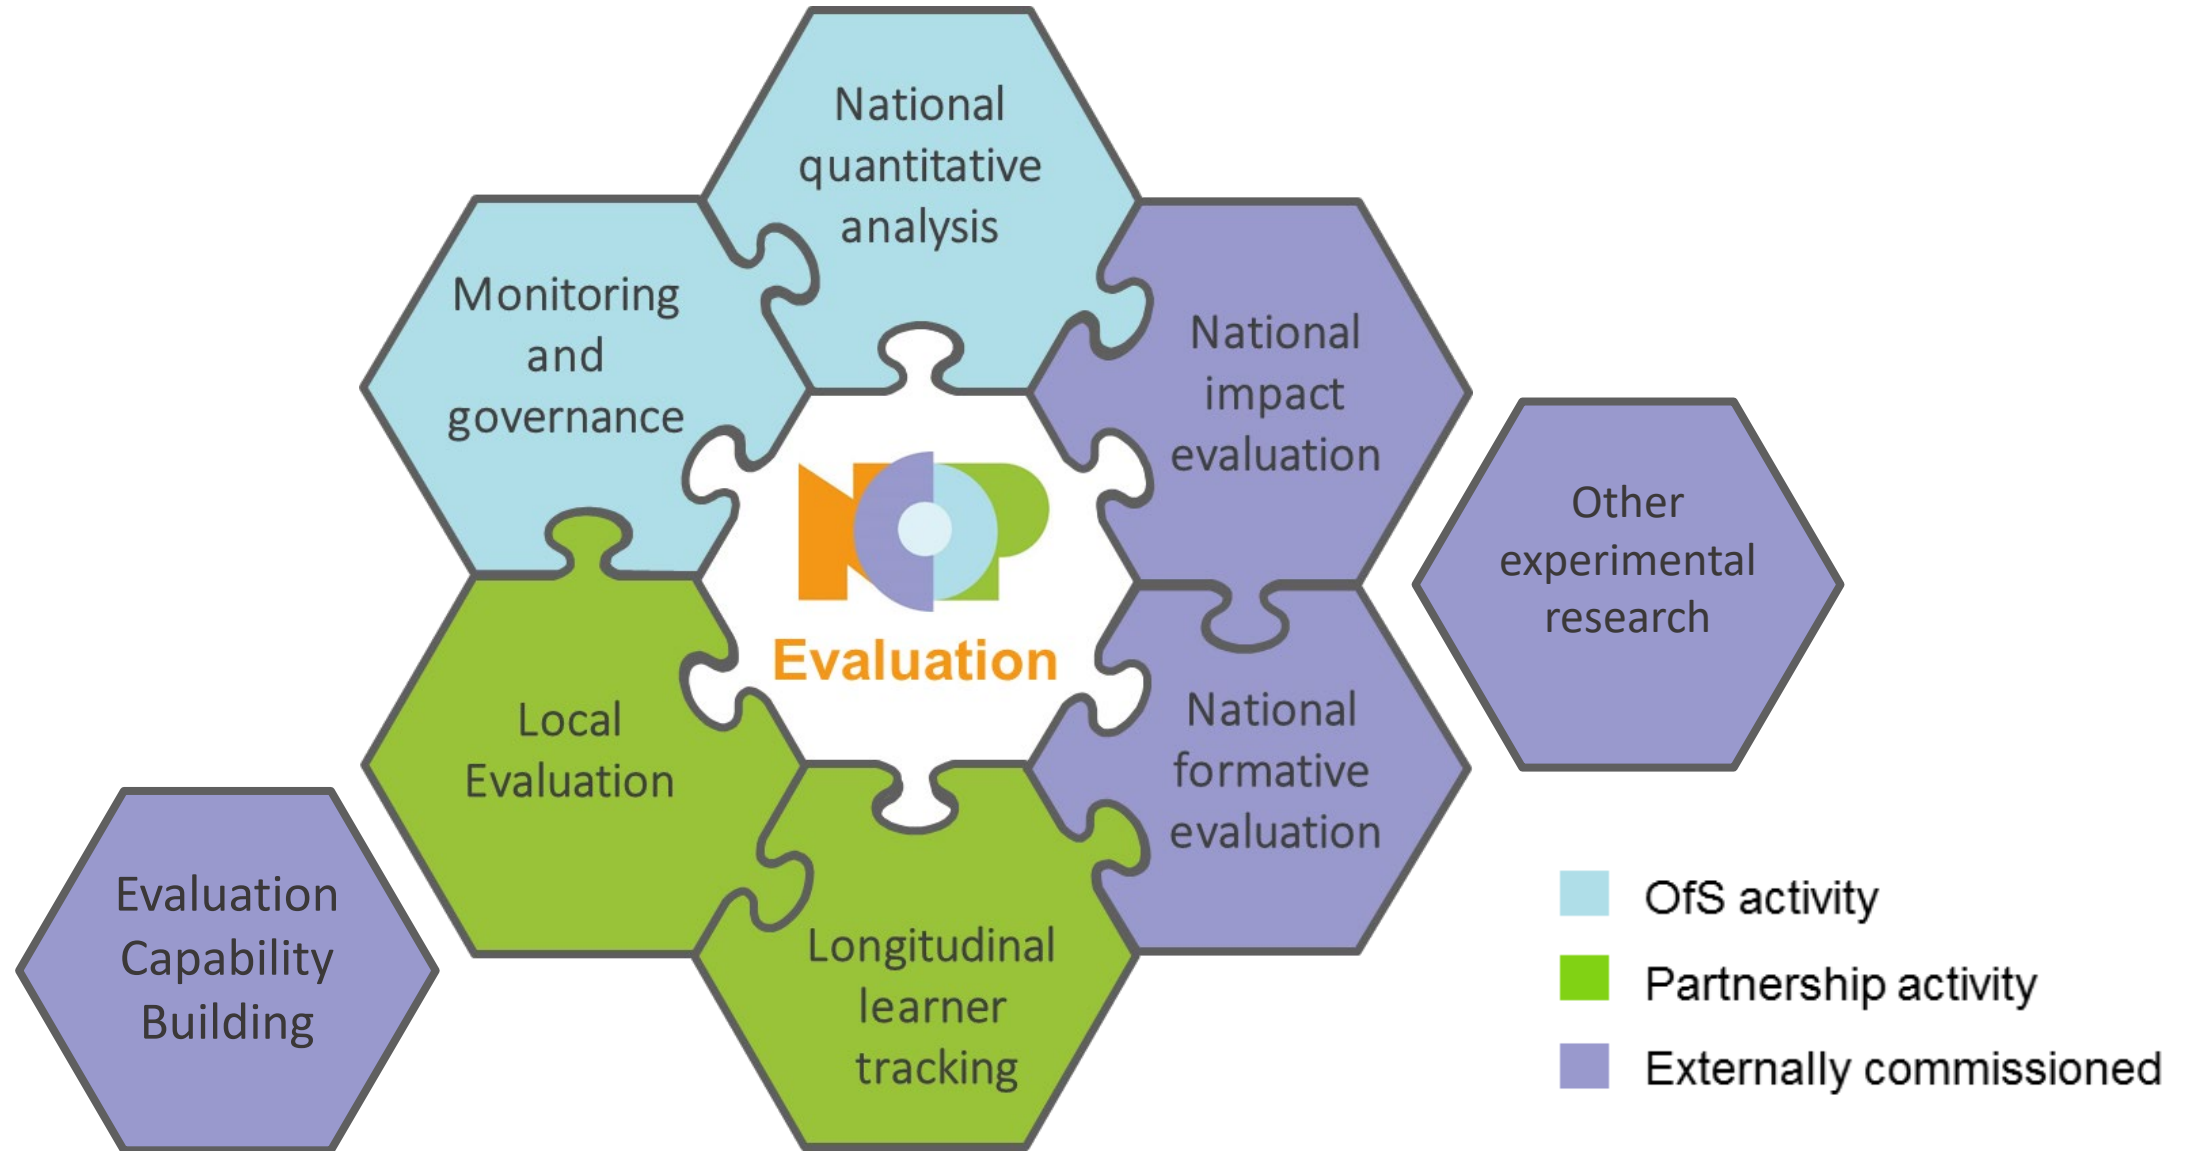 National
quantitative
analysis
Monitoring
and
governance
National
impact
evaluation
Other
experimental
research
NCOP
Evaluation
Local
Evaluation
National
formative
evaluation
Evaluation
Capability
Building
Longitudinal
learner
tracking
OfS activity
Partnership activity
Externally commissioned